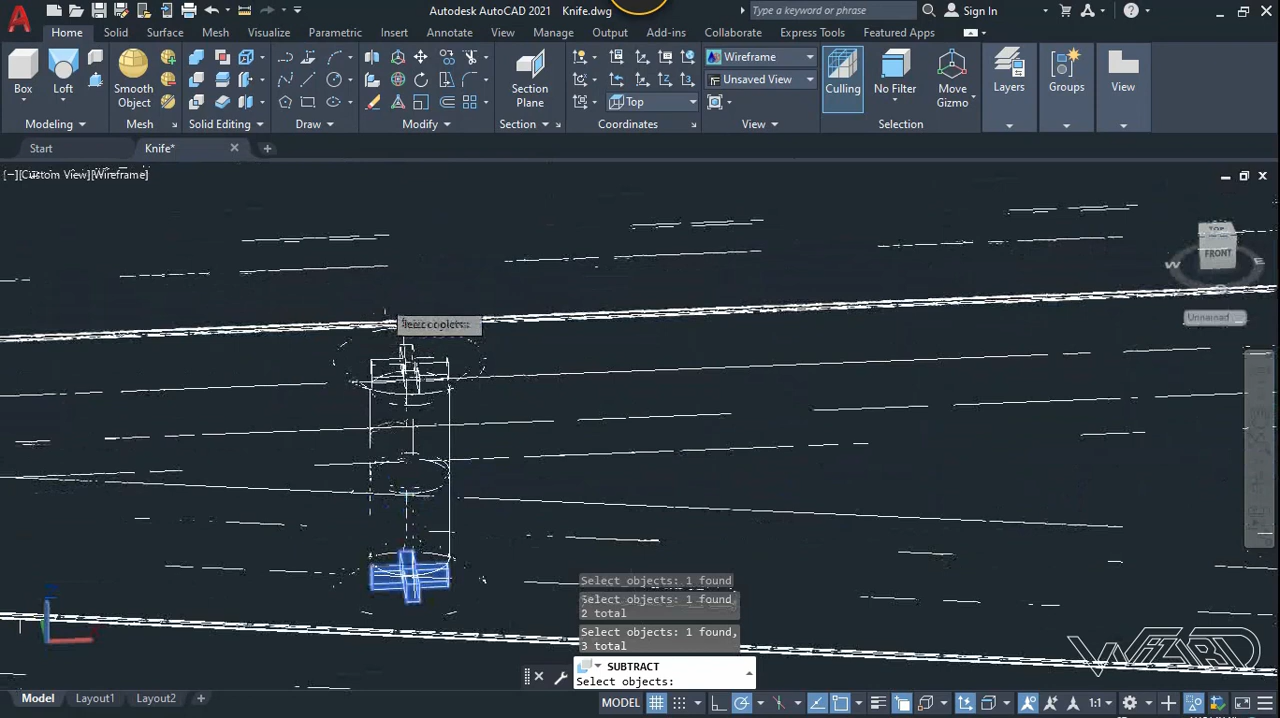 Autodesk AutoCAD 2021 Knife.dwg
Type a keyword or phrase
Sign In
Home Solid Surface Mesh Visualize Parametric Insert Annotate View Manage Output Add-ins Collaborate Express Tools Featured Apps
Box
Loft
Modeling
Smooth
Object
Mesh
Solid Editing
Draw
Modify
Section
Plane
Section
Top
Coordinates
Wireframe
Unsaved View
View
Culling
No Filter
Move
Gizmo
Selection
Layers
Groups
View
Start
Knife*
[−][Custom View][Wireframe]
TOP
FRONT
W
E
Unnamed
Select objects: 1 found
Select objects: 1 found,
2 total
Select objects: 1 found,
3 total
SUBTRACT
Select objects:
WIZARD
Model Layout1 Layout2
MODEL
1:1